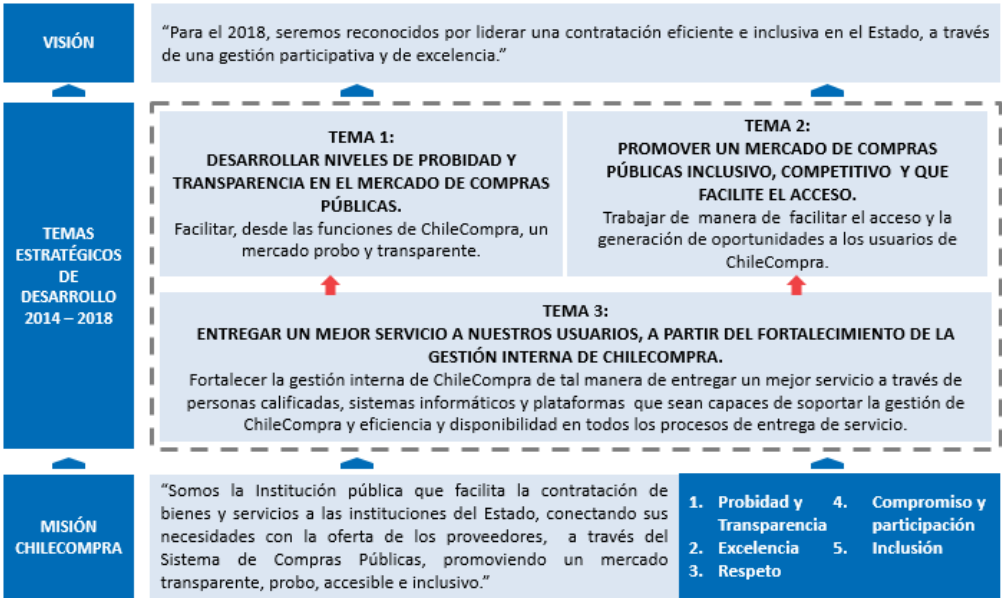 VISIÓN
“Para el 2018, seremos reconocidos por liderar una contratación eficiente e inclusiva en el Estado, a través
de una gestión participativa y de excelencia.”
TEMAS
ESTRATÉGICOS
DE
DESARROLLO
2014 – 2018
TEMA 1:
DESARROLLAR NIVELES DE PROBIDAD Y
TRANSPARENCIA EN EL MERCADO DE COMPRAS
PÚBLICAS.
Facilitar, desde las funciones de ChileCompra, un
mercado probo y transparente.
TEMA 2:
PROMOVER UN MERCADO DE COMPRAS
PÚBLICAS INCLUSIVO, COMPETITIVO Y QUE
FACILITE EL ACCESO.
Trabajar de manera de facilitar el acceso y la
generación de oportunidades a los usuarios de
ChileCompra.
TEMA 3:
ENTREGAR UN MEJOR SERVICIO A NUESTROS USUARIOS, A PARTIR DEL FORTALECIMIENTO DE LA
GESTIÓN INTERNA DE CHILECOMPRA.
Fortalecer la gestión interna de ChileCompra de tal manera de entregar un mejor servicio a través de
personas calificadas, sistemas informáticos y plataformas que sean capaces de soportar la gestión de
ChileCompra y eficiencia y disponibilidad en todos los procesos de entrega de servicio.
MISIÓN
CHILECOMPRA
“Somos la Institución pública que facilita la contratación de
bienes y servicios a las instituciones del Estado, conectando sus
necesidades con la oferta de los proveedores, a través del
Sistema de Compras Públicas, promoviendo un mercado
transparente, probo, accesible e inclusivo.”
1. Probidad y
Transparencia
2. Excelencia
3. Respeto
4. Compromiso y
participación
5. Inclusión